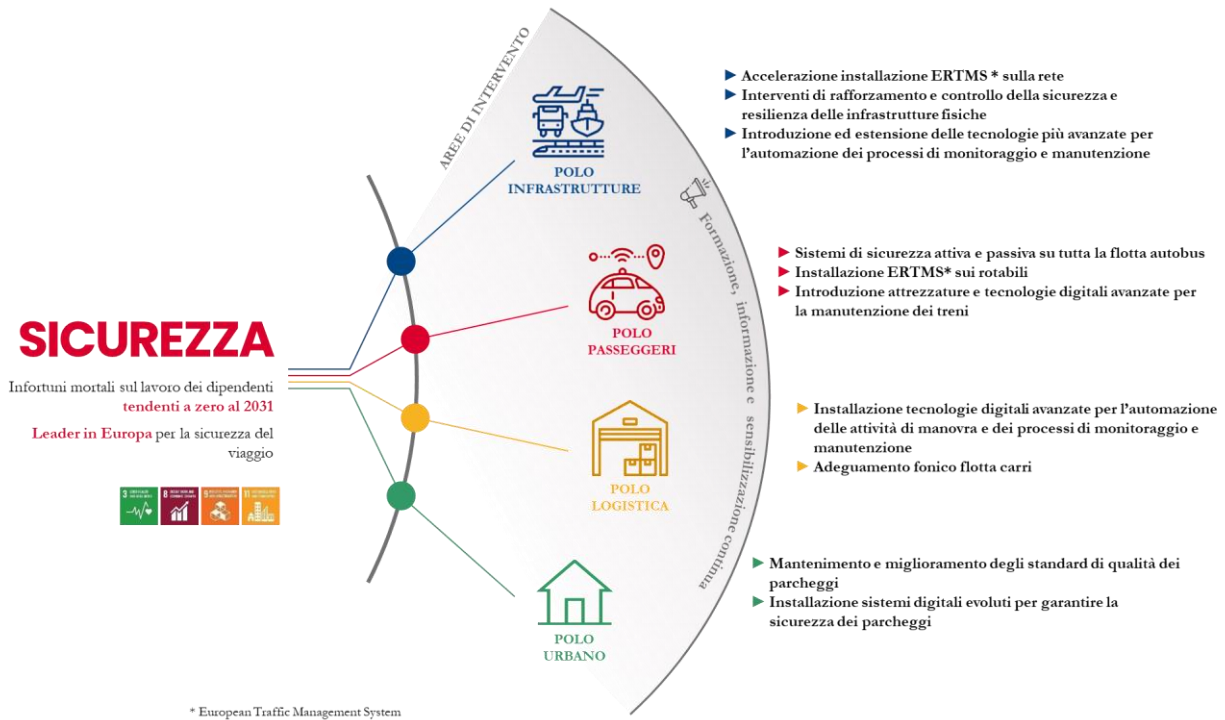 AREE DI INTERVENTO
POLO
INFRASTRUTTURE
► Accelerazione installazione ERTMS * sulla rete
► Interventi di rafforzamento e controllo della sicurezza e
resilienza delle infrastrutture fisiche
► Introduzione ed estensione delle tecnologie più avanzate per
l'automazione dei processi di monitoraggio e manutenzione
Formazione, informazione e sensibilizzazione continua
POLO
PASSEGGERI
► Sistemi di sicurezza attiva e passiva su tutta la flotta autobus
► Installazione ERTMS* sui rotabili
► Introduzione attrezzature e tecnologie digitali avanzate per
la manutenzione dei treni
SICUREZZA
Infortuni mortali sul lavoro dei dipendenti
tendenti a zero al 2031
Leader in Europa per la sicurezza del
viaggio
3
8
9
11
POLO
LOGISTICA
► Installazione tecnologie digitali avanzate per l'automazione
delle attività di manovra e dei processi di monitoraggio e
manutenzione
► Adeguamento fonico flotta carri
POLO
URBANO
► Mantenimento e miglioramento degli standard di qualità dei
parcheggi
► Installazione sistemi digitali evoluti per garantire la
sicurezza dei parcheggi
* European Traffic Management System